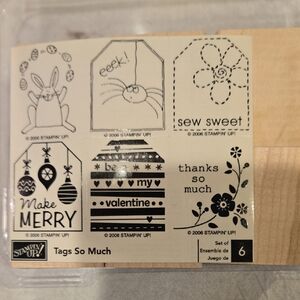 eeek!
sew sweet
© 2006 STAMPIN' UP!
© 2006 STAMPIN' UP!
© 2006 STAMPIN' UP!
Make
MERRY
be
my
valentine
thanks
so
much
© 2006 STAMPIN' UP!
© 2006 STAMPIN' UP!
© 2006 STAMPIN' UP!
STAMPIN' UP!
Tags So Much
Set of
Ensemble de
Juego de
6